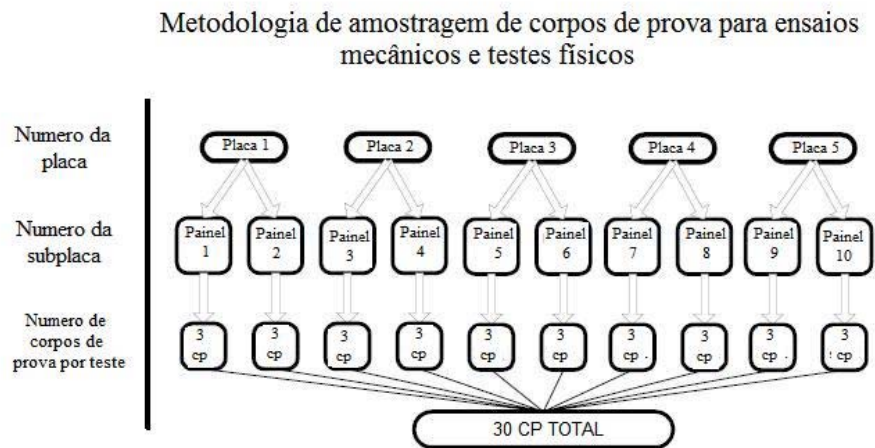 Metodologia de amostragem de corpos de prova para ensaios
mecânicos e testes físicos
Numero da
placa
Placa 1
Placa 2
Placa 3
Placa 4
Placa 5
Numero da
subplaca
Painel
1
Painel
2
Painel
3
Painel
4
Painel
5
Painel
6
Painel
7
Painel
8
Painel
9
Painel
10
Numero de
corpos de
prova por teste
3
cp
3
cp
3
cp
3
cp
3
cp .
3
cp
3
cp .
3
cp
3
cp .
3
cp
30 CP TOTAL